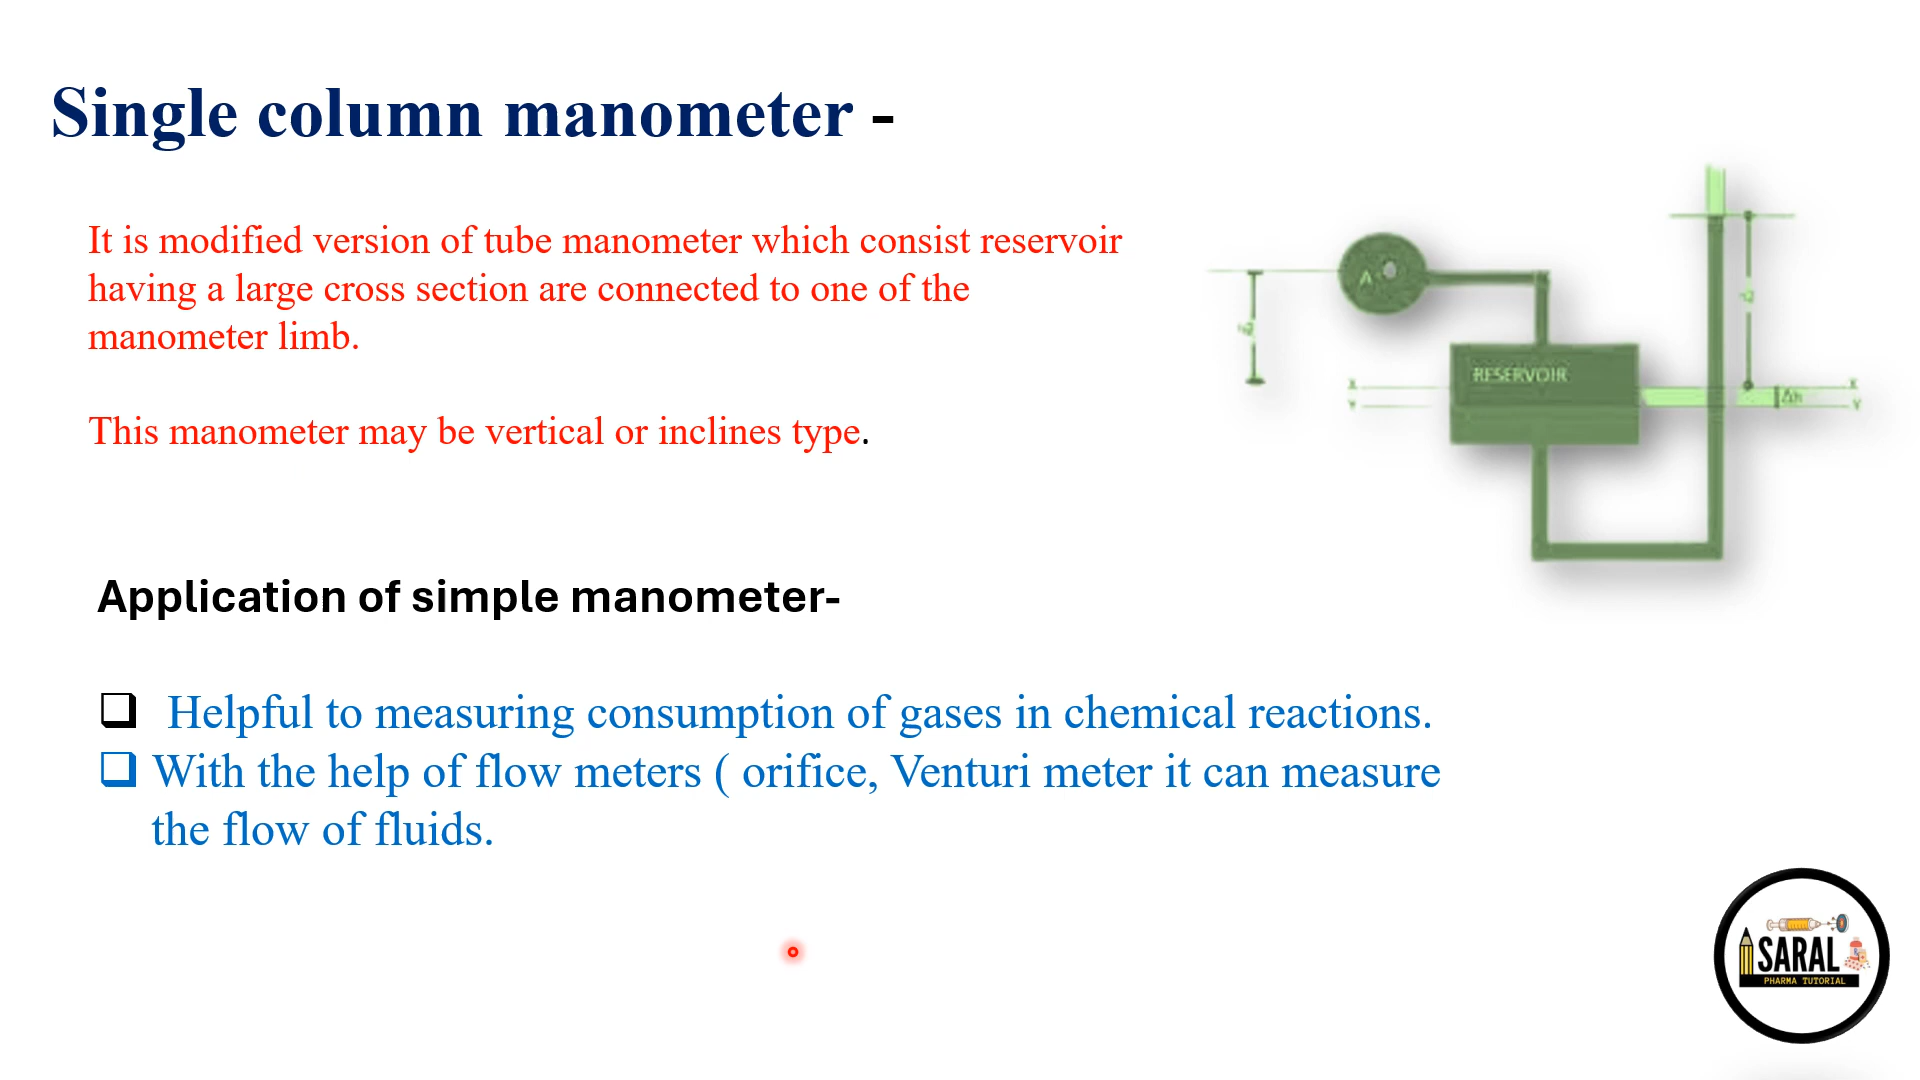 Single column manometer -
It is modified version of tube manometer which consist reservoir
having a large cross section are connected to one of the
manometer limb.
This manometer may be vertical or inclines type.
A
RESERVOIR
X
X
Y
Y
Δh
Application of simple manometer-
Helpful to measuring consumption of gases in chemical reactions.
With the help of flow meters ( orifice, Venturi meter it can measure
the flow of fluids.
SARAL
PHARMA TUTORIAL